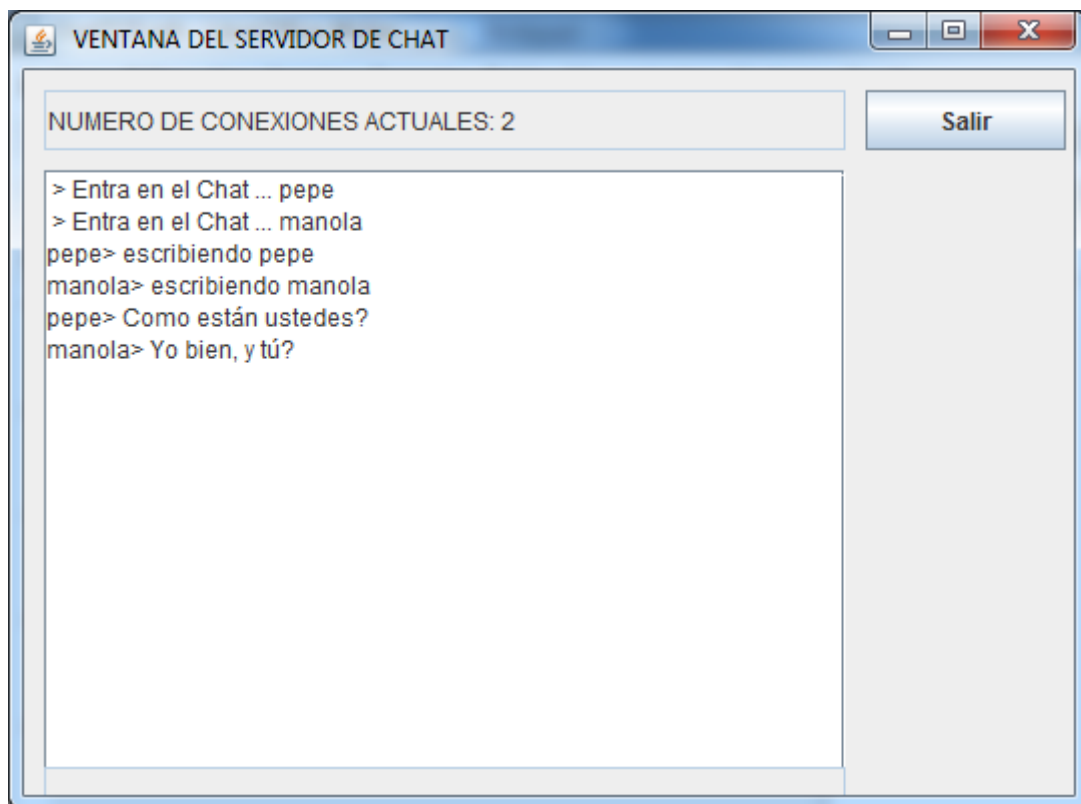 VENTANA DEL SERVIDOR DE CHAT
NUMERO DE CONEXIONES ACTUALES: 2
Salir
> Entra en el Chat ... pepe
> Entra en el Chat ... manola
pepe> escribiendo pepe
manola> escribiendo manola
pepe> Como están ustedes?
manola> Yo bien, y tú?